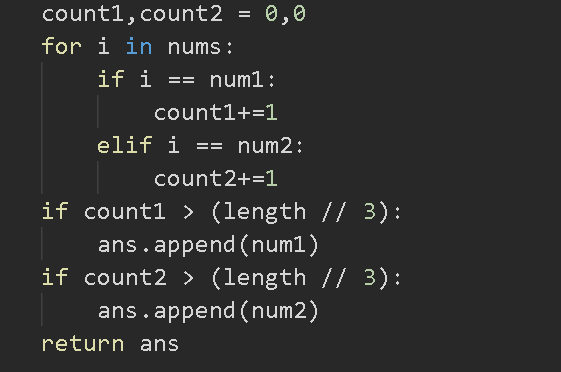 count1,count2 = 0,0
for i in nums:
if i == num1:
count1+=1
elif i == num2:
count2+=1
if count1 > (length // 3):
ans.append(num1)
if count2 > (length // 3):
ans.append(num2)
return ans